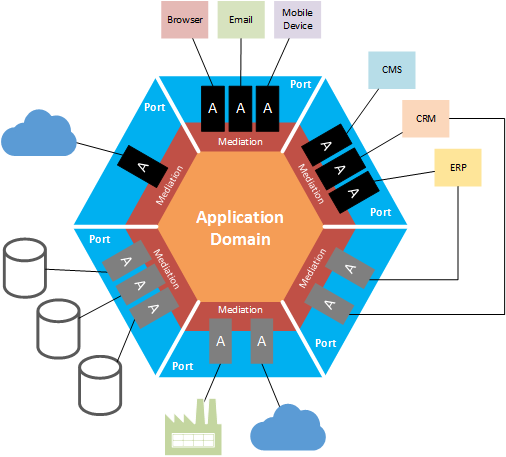 Browser
Email
Mobile
Device
Port
Port
Port
CMS
A
A
A
Mediation
CRM
A
A
A
Mediation
ERP
A
Mediation
Port
Application
Domain
Port
A
A
A
Mediation
Mediation
A
A
Mediation
A
A
Port
Port